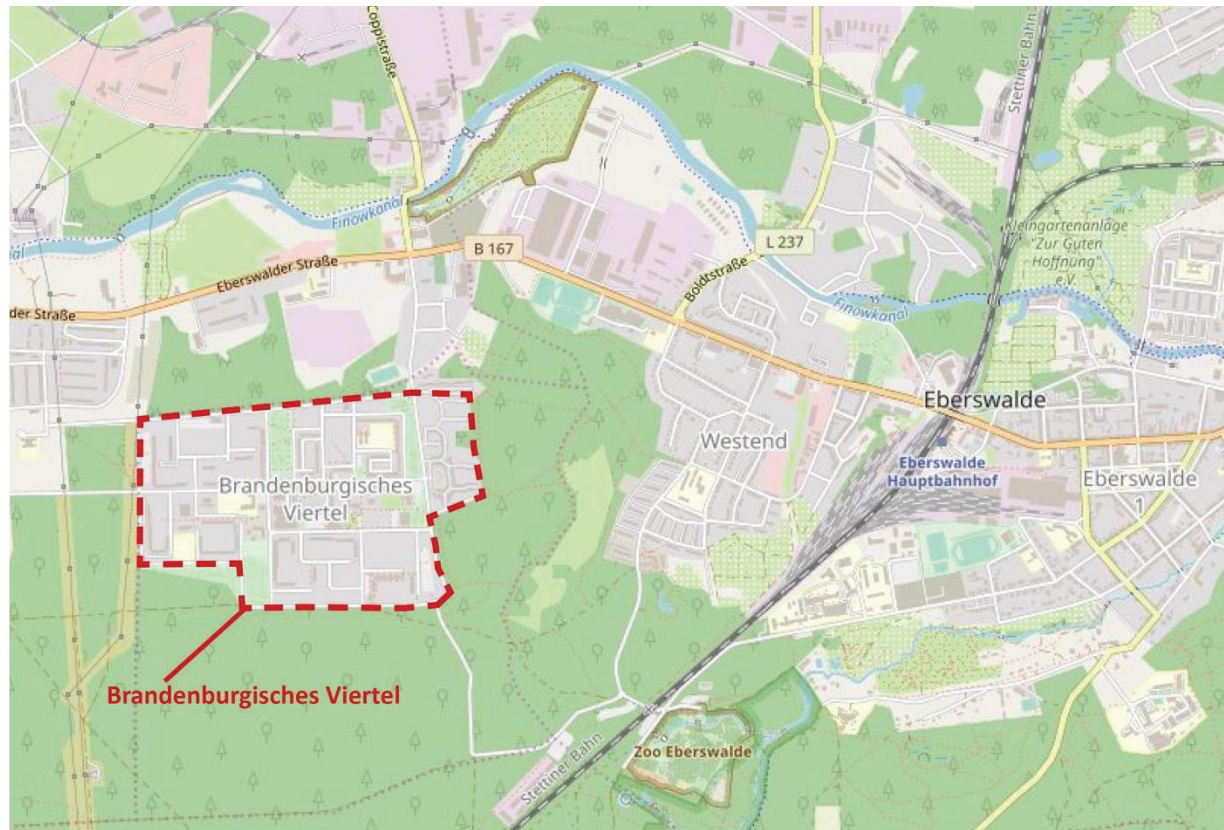 Coppistraße
Stettiner Bahn
Finowkanal
Kleingartenanlage
"Zur Guten
Hoffnung"
e.V.
B 167
L 237
Eberswalder Straße
Boldtstraße
nal
der Straße
Finowkanal
Eberswalde
Westend
Eberswalde
Hauptbahnhof
Eberswalde
1
Brandenburgisches
Viertel
Brandenburgisches Viertel
Zoo Eberswalde
Stettiner Bahn